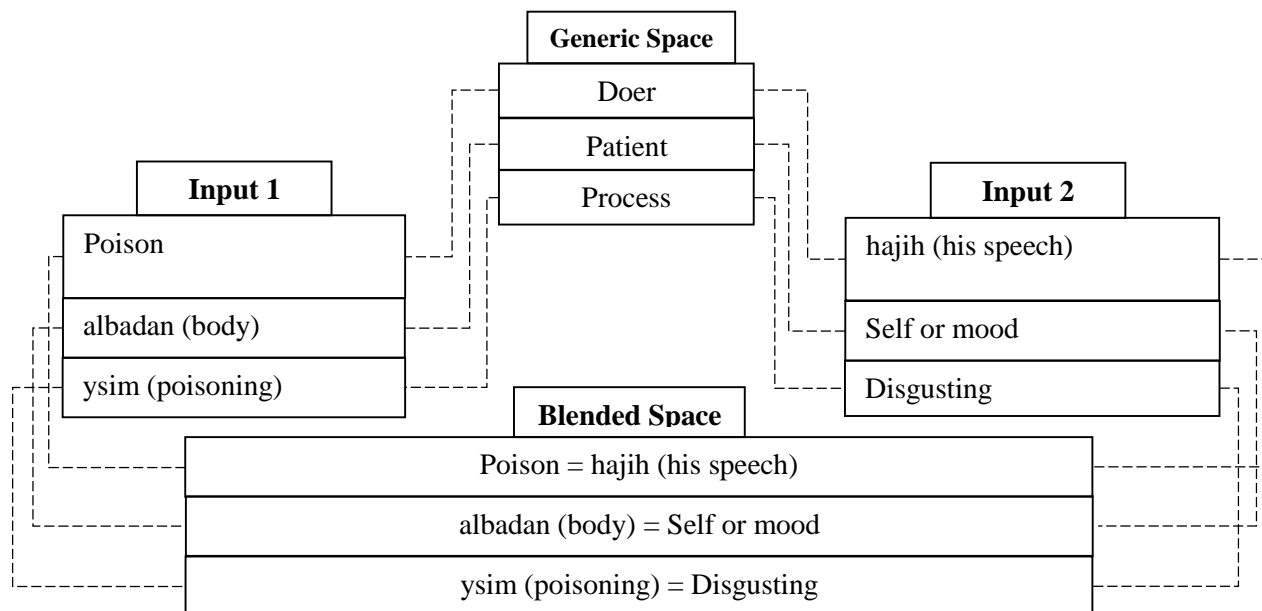 Generic Space
Doer
Patient
Process
Input 1
Poison
albadan (body)
ysim (poisoning)
Input 2
hajih (his speech)
Self or mood
Disgusting
Blended Space
Poison = hajih (his speech)
albadan (body) = Self or mood
ysim (poisoning) = Disgusting